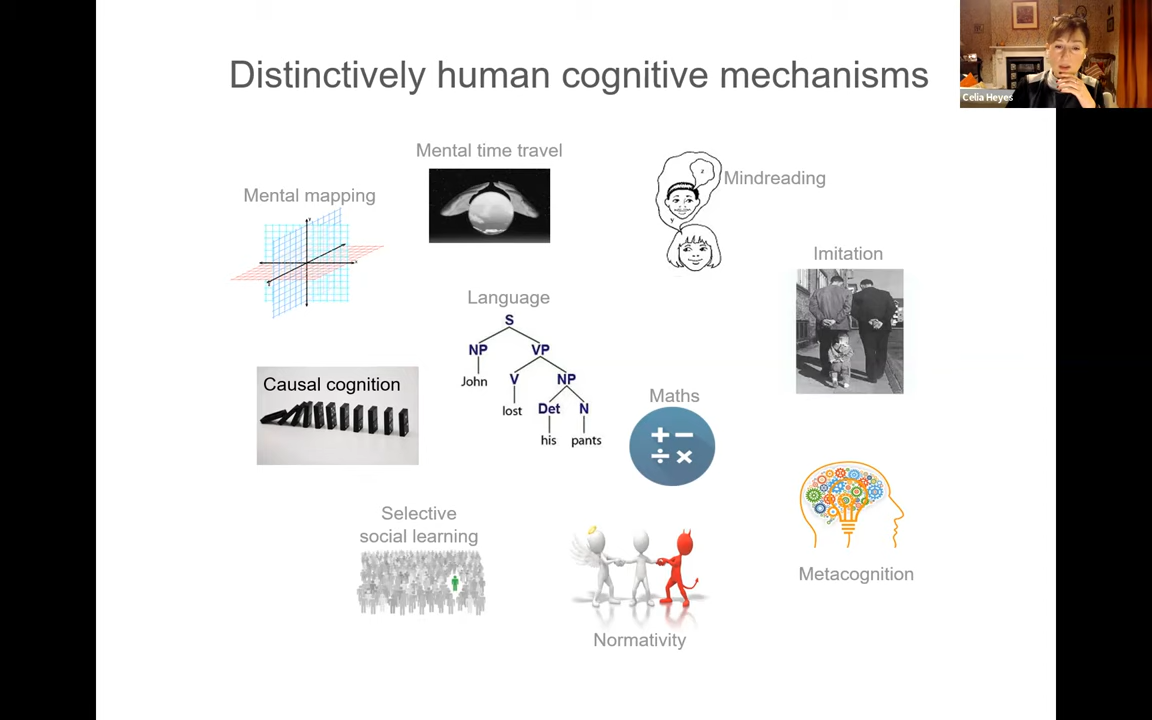 Distinctively human cognitive mechanisms
Celia Heyes
Mental time travel
Mindreading
Mental mapping
Imitation
Language
S
NP VP
John V NP
lost Det N
his pants
Causal cognition
Maths
+ −
÷ ×
Selective
social learning
Metacognition
Normativity